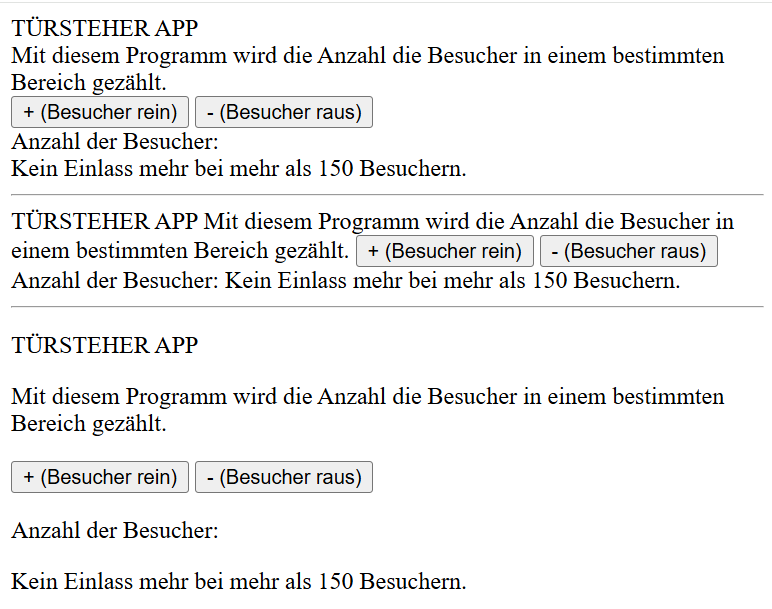 TÜRSTEHER APP
Mit diesem Programm wird die Anzahl die Besucher in einem bestimmten
Bereich gezählt.
+ (Besucher rein) - (Besucher raus)
Anzahl der Besucher:
Kein Einlass mehr bei mehr als 150 Besuchern.
TÜRSTEHER APP Mit diesem Programm wird die Anzahl die Besucher in
einem bestimmten Bereich gezählt. + (Besucher rein) - (Besucher raus)
Anzahl der Besucher: Kein Einlass mehr bei mehr als 150 Besuchern.
TÜRSTEHER APP
Mit diesem Programm wird die Anzahl die Besucher in einem bestimmten
Bereich gezählt.
+ (Besucher rein) - (Besucher raus)
Anzahl der Besucher:
Kein Einlass mehr bei mehr als 150 Besuchern.